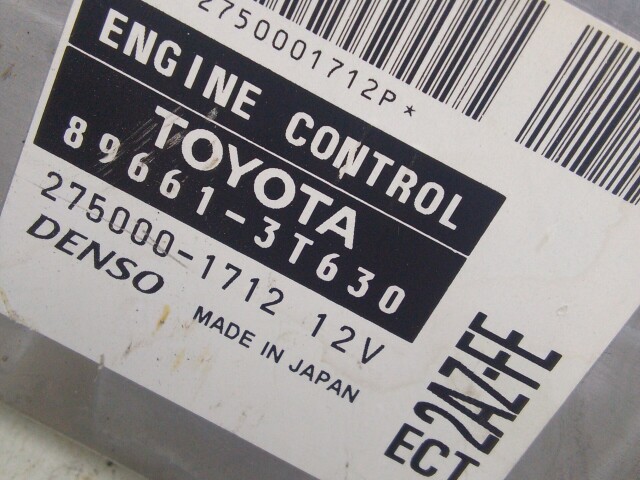 2750001712P*
ENGINE CONTROL
TOYOTA
89661-3T630
275000-1712 12V
DENSO
MADE IN JAPAN
2AZ-FE
ECT